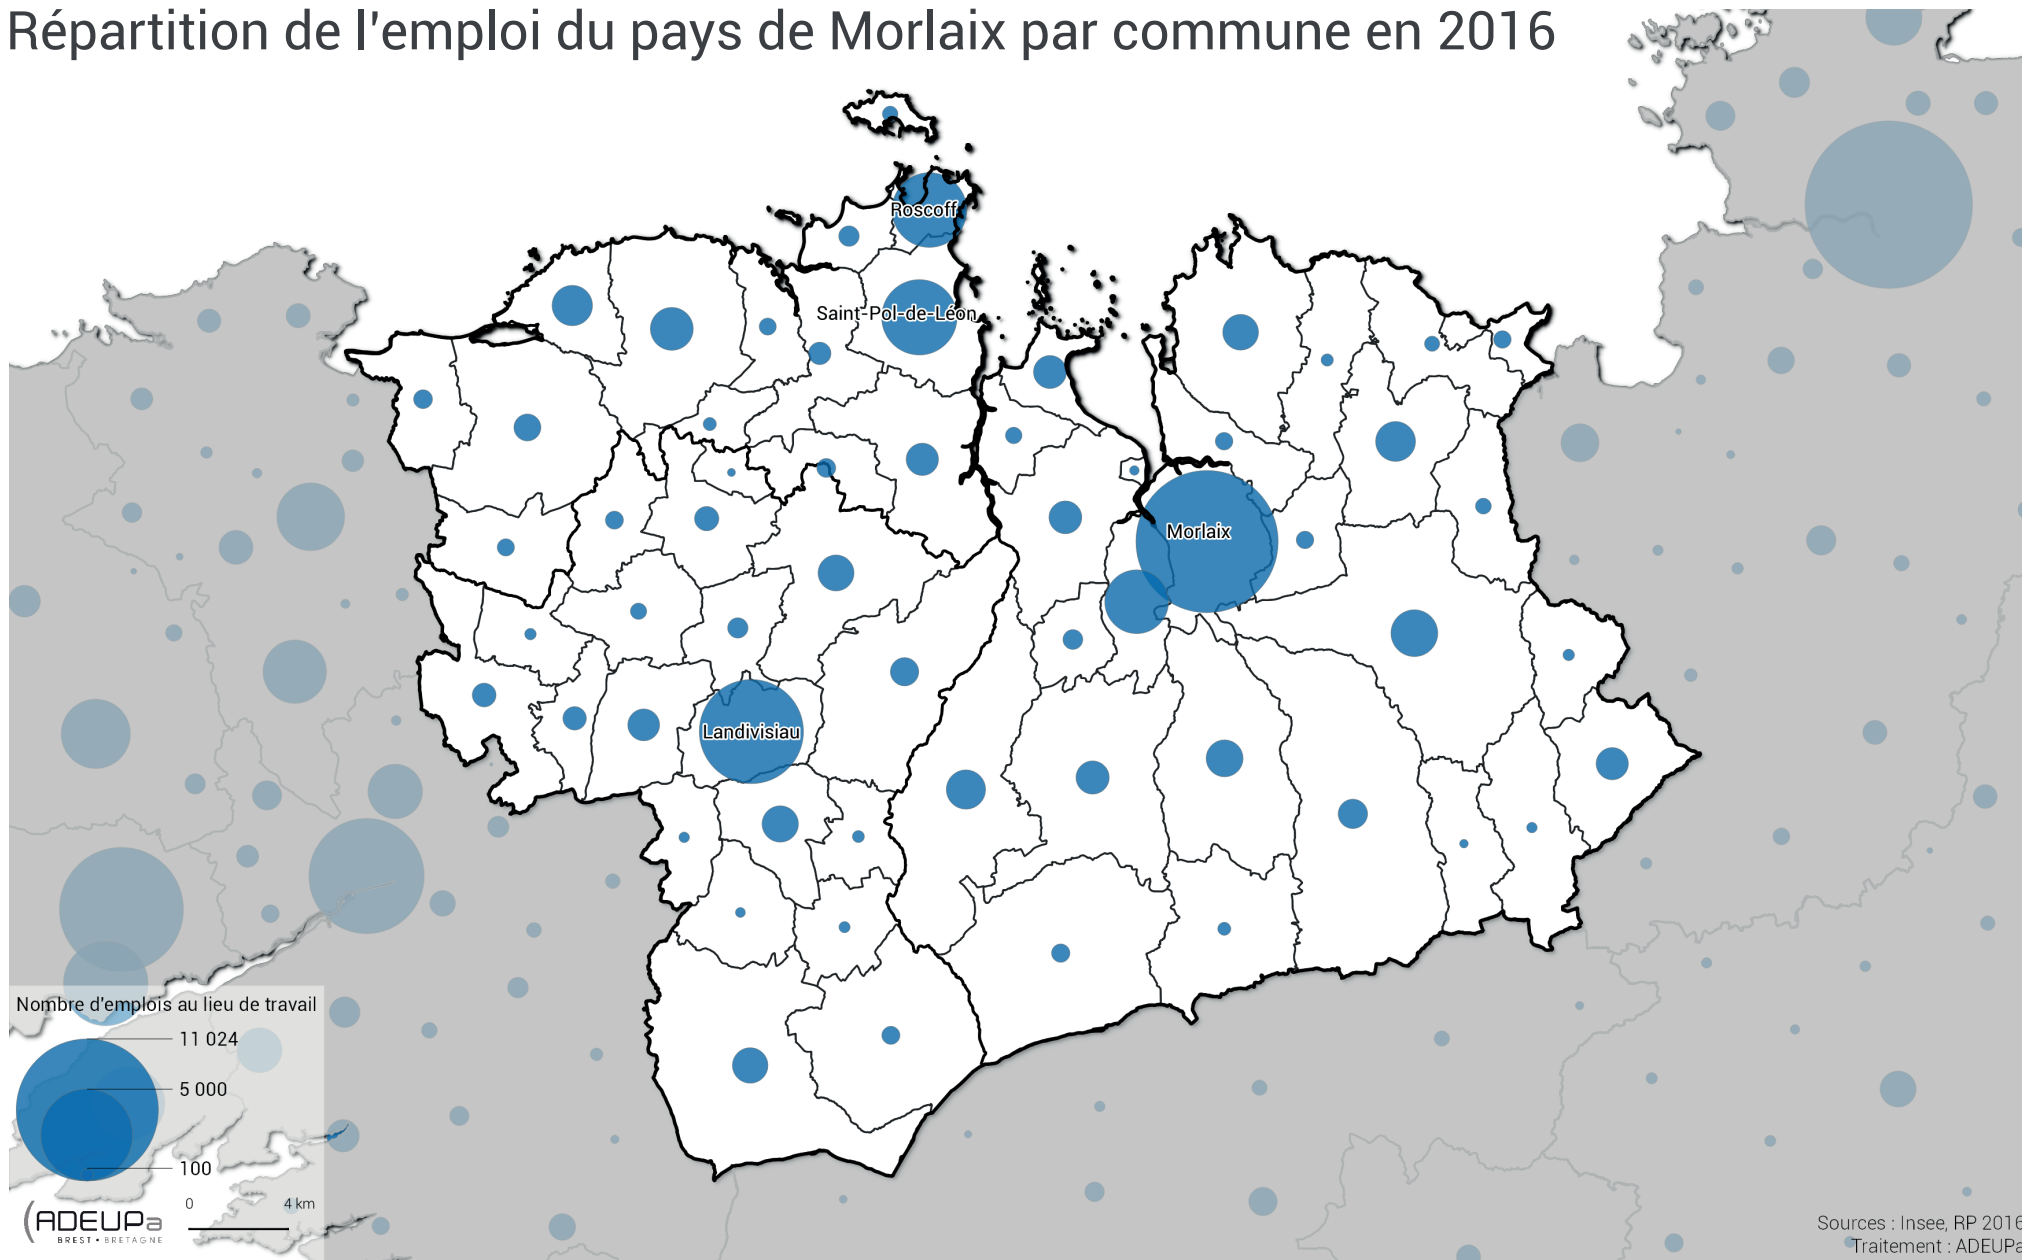 Répartition de l'emploi du pays de Morlaix par commune en 2016
Roscoff
Saint-Pol-de-Léon
Morlaix
Landivisiau
Nombre d'emplois au lieu de travail
11 024
5 000
100
0 4 km
ADEUPa
BREST • BRETAGNE
Sources : Insee, RP 2016
Traitement : ADEUPa